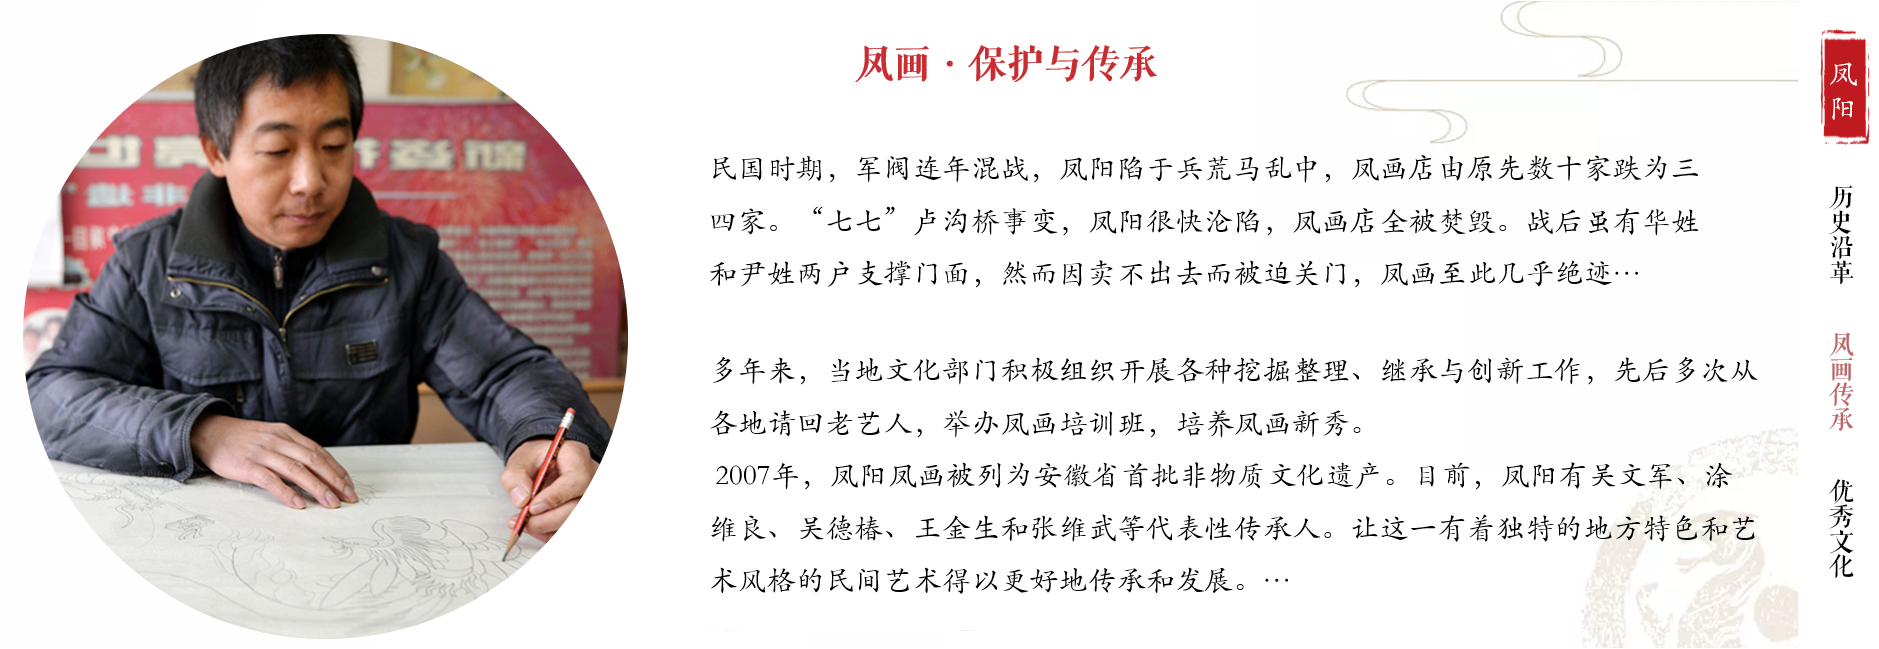 凤画·保护与传承
民国时期，军阀连年混战，凤阳陷于兵荒马乱中，凤画店由原先数十家跌为三
四家。“七七”卢沟桥事变，凤阳很快沦陷，凤画店全被焚毁。战后虽有华姓
和尹姓两户支撑门面，然而因卖不出去而被迫关门，凤画至此几乎绝迹…
多年来，当地文化部门积极组织开展各种挖掘整理、继承与创新工作，先后多次从
各地请回老艺人，举办凤画培训班，培养凤画新秀。
2007年，凤阳凤画被列为安徽省首批非物质文化遗产。目前，凤阳有吴文军、涂
维良、吴德椿、王金生和张维武等代表性传承人。让这一有着独特的地方特色和艺
术风格的民间艺术得以更好地传承和发展。…
凤阳
历史沿革
凤画传承
优秀文化